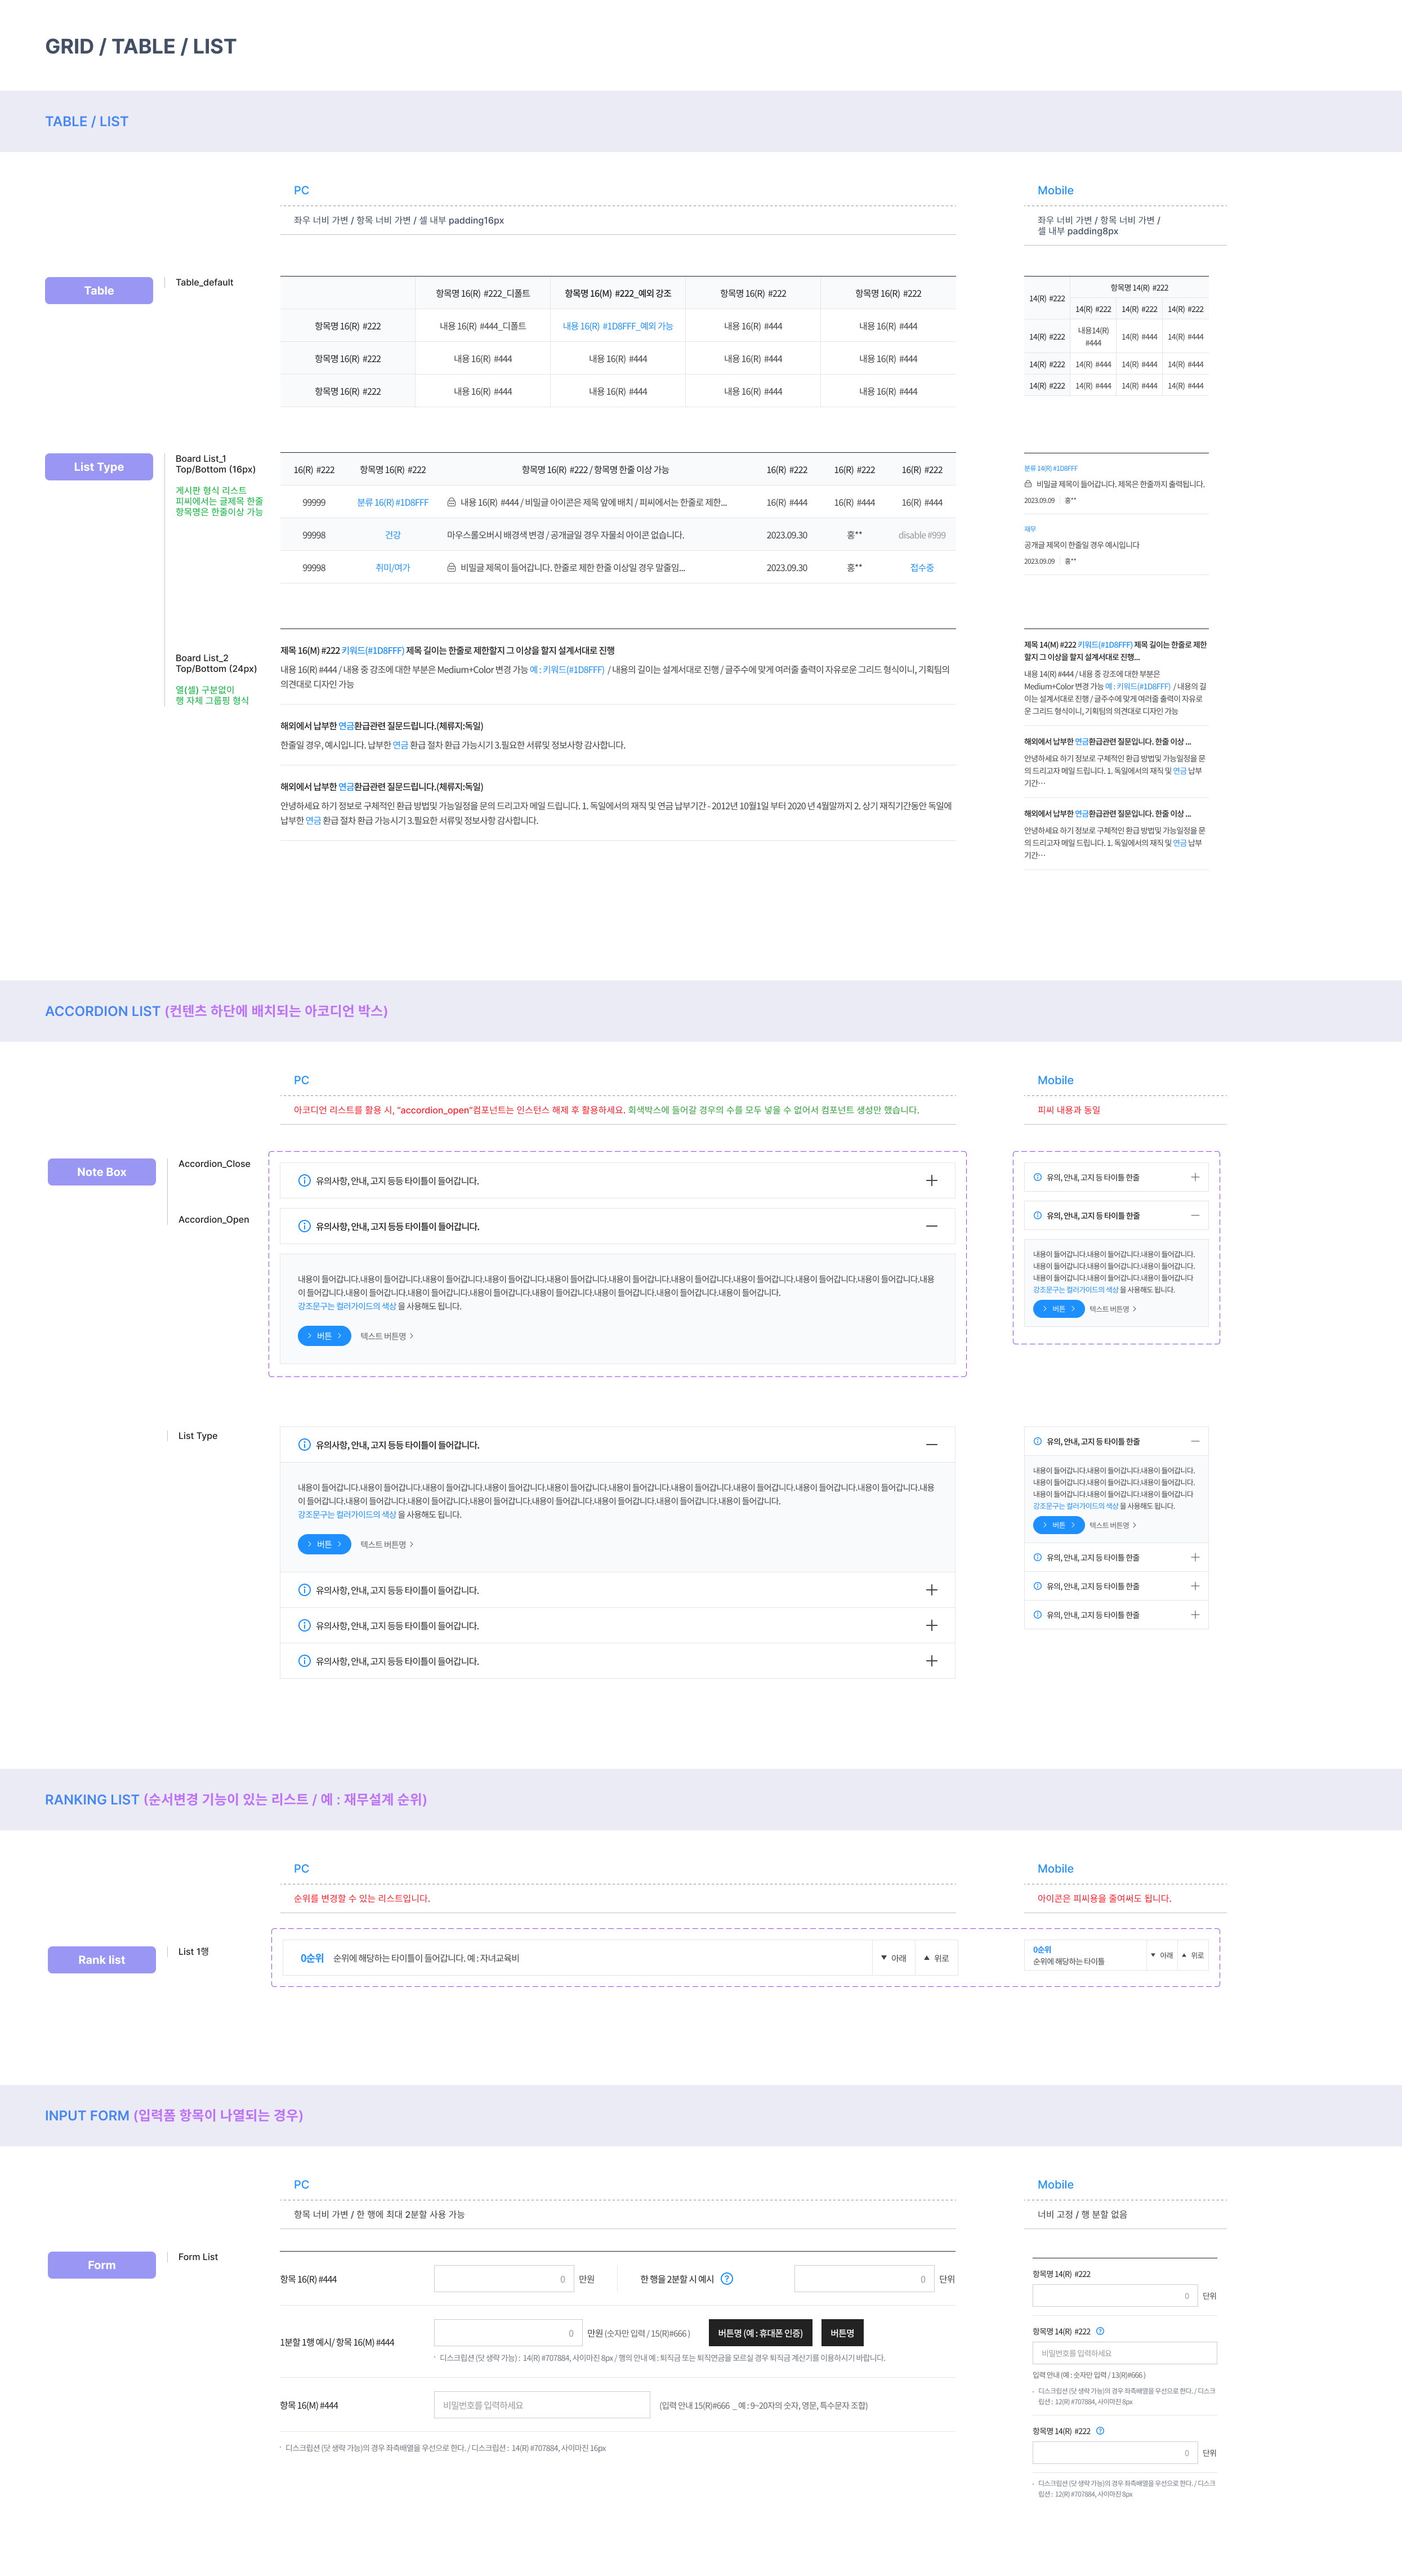 GRID / TABLE / LIST
TABLE / LIST
PC
좌우 너비 가변 / 항목 너비 가변 / 셀 내부 padding16px
Mobile
좌우 너비 가변 / 항목 너비 가변 /
셀 내부 padding8px
Table
Table_default
항목명 16(R) #222_디폴트
항목명 16(M) #222_예외 강조
항목명 16(R) #222
항목명 16(R) #222
항목명 16(R) #222
내용 16(R) #444_디폴트
내용 16(R) #1D8FFF_예외 가능
내용 16(R) #444
내용 16(R) #444
항목명 16(R) #222
내용 16(R) #444
내용 16(R) #444
내용 16(R) #444
내용 16(R) #444
항목명 16(R) #222
내용 16(R) #444
내용 16(R) #444
내용 16(R) #444
내용 16(R) #444
14(R) #222
항목명 14(R) #222
14(R) #222
14(R) #222
14(R) #222
14(R) #222
내용14(R)
#444
14(R) #444
14(R) #444
14(R) #222
14(R) #444
14(R) #444
14(R) #444
14(R) #222
14(R) #444
14(R) #444
14(R) #444
List Type
Board List_1
Top/Bottom (16px)
게시판 형식 리스트
피씨에서는 글제목 한줄
항목명은 한줄이상 가능
16(R) #222
항목명 16(R) #222
항목명 16(R) #222 / 항목명 한줄 이상 가능
16(R) #222
16(R) #222
16(R) #222
99999
분류 16(R) #1D8FFF
내용 16(R) #444 / 비밀글 아이콘은 제목 앞에 배치 / 피씨에서는 한줄로 제한...
16(R) #444
16(R) #444
16(R) #444
99998
건강
마우스롤오버시 배경색 변경 / 공개글일 경우 자물쇠 아이콘 없습니다.
2023.09.30
홍**
disable #999
99998
취미/여가
비밀글 제목이 들어갑니다. 한줄로 제한 한줄 이상일 경우 말줄임...
2023.09.30
홍**
접수중
분류 14(R) #1D8FFF
비밀글 제목이 들어갑니다. 제목은 한줄까지 출력됩니다.
2023.09.09
홍**
재무
공개글 제목이 한줄일 경우 예시입니다
2023.09.09
홍**
Board List_2
Top/Bottom (24px)
열(셀) 구분없이
행 자체 그룹핑 형식
제목 16(M) #222 키워드(#1D8FFF) 제목 길이는 한줄로 제한할지 그 이상을 할지 설계서대로 진행
내용 16(R) #444 / 내용 중 강조에 대한 부분은 Medium+Color 변경 가능 예 : 키워드(#1D8FFF) / 내용의 길이는 설계서대로 진행 / 글주수에 맞게 여러줄 출력이 자유로운 그리드 형식이니, 기획팀의
의견대로 디자인 가능
해외에서 납부한 연금환급관련 질문드립니다.(체류지:독일)
한줄일 경우, 예시입니다. 납부한 연금 환급 절차 환급 가능시기 3.필요한 서류및 정보사항 감사합니다.
해외에서 납부한 연금환급관련 질문드립니다.(체류지:독일)
안녕하세요 하기 정보로 구체적인 환급 방법및 가능일정을 문의 드리고자 메일 드립니다. 1. 독일에서의 재직 및 연금 납부기간 - 2012년 10월1일 부터 2020 년 4월말까지 2. 상기 재직기간동안 독일에
납부한 연금 환급 절차 환급 가능시기 3.필요한 서류및 정보사항 감사합니다.
제목 14(M) #222 키워드(#1D8FFF) 제목 길이는 한줄로 제한
할지 그 이상을 할지 설계서대로 진행...
내용 14(R) #444 / 내용 중 강조에 대한 부분은
Medium+Color 변경 가능 예 : 키워드(#1D8FFF) / 내용의 길
이는 설계서대로 진행 / 글주수에 맞게 여러줄 출력이 자유로
운 그리드 형식이니, 기획팀의 의견대로 디자인 가능
해외에서 납부한 연금환급관련 질문입니다. 한줄 이상 ...
안녕하세요 하기 정보로 구체적인 환급 방법및 가능일정을 문
의 드리고자 메일 드립니다. 1. 독일에서의 재직 및 연금 납부
기간…
해외에서 납부한 연금환급관련 질문입니다. 한줄 이상 ...
안녕하세요 하기 정보로 구체적인 환급 방법및 가능일정을 문
의 드리고자 메일 드립니다. 1. 독일에서의 재직 및 연금 납부
기간…
ACCORDION LIST (컨텐츠 하단에 배치되는 아코디언 박스)
PC
아코디언 리스트를 활용 시, "accordion_open"컴포넌트는 인스턴스 해제 후 활용하세요. 회색박스에 들어갈 경우의 수를 모두 넣을 수 없어서 컴포넌트 생성만 했습니다.
Mobile
피씨 내용과 동일
Note Box
Accordion_Close
Accordion_Open
유의사항, 안내, 고지 등등 타이틀이 들어갑니다.
유의사항, 안내, 고지 등등 타이틀이 들어갑니다.
내용이 들어갑니다.내용이 들어갑니다.내용이 들어갑니다.내용이 들어갑니다.내용이 들어갑니다.내용이 들어갑니다.내용이 들어갑니다.내용이 들어갑니다.내용이 들어갑니다.내용이 들어갑니다.내용
이 들어갑니다.내용이 들어갑니다.내용이 들어갑니다.내용이 들어갑니다.내용이 들어갑니다.내용이 들어갑니다.내용이 들어갑니다.내용이 들어갑니다.
강조문구는 컬러가이드의 색상 을 사용해도 됩니다.
버튼
텍스트 버튼명
유의, 안내, 고지 등 타이틀 한줄
유의, 안내, 고지 등 타이틀 한줄
내용이 들어갑니다.내용이 들어갑니다.내용이 들어갑니다.
내용이 들어갑니다.내용이 들어갑니다.내용이 들어갑니다.
내용이 들어갑니다.내용이 들어갑니다.내용이 들어갑니다
강조문구는 컬러가이드의 색상 을 사용해도 됩니다.
버튼
텍스트 버튼명
List Type
유의사항, 안내, 고지 등등 타이틀이 들어갑니다.
내용이 들어갑니다.내용이 들어갑니다.내용이 들어갑니다.내용이 들어갑니다.내용이 들어갑니다.내용이 들어갑니다.내용이 들어갑니다.내용이 들어갑니다.내용이 들어갑니다.내용이 들어갑니다.내용
이 들어갑니다.내용이 들어갑니다.내용이 들어갑니다.내용이 들어갑니다.내용이 들어갑니다.내용이 들어갑니다.내용이 들어갑니다.내용이 들어갑니다.
강조문구는 컬러가이드의 색상 을 사용해도 됩니다.
버튼
텍스트 버튼명
유의사항, 안내, 고지 등등 타이틀이 들어갑니다.
유의사항, 안내, 고지 등등 타이틀이 들어갑니다.
유의사항, 안내, 고지 등등 타이틀이 들어갑니다.
유의, 안내, 고지 등 타이틀 한줄
내용이 들어갑니다.내용이 들어갑니다.내용이 들어갑니다.
내용이 들어갑니다.내용이 들어갑니다.내용이 들어갑니다.
내용이 들어갑니다.내용이 들어갑니다.내용이 들어갑니다
강조문구는 컬러가이드의 색상 을 사용해도 됩니다.
버튼
텍스트 버튼명
유의, 안내, 고지 등 타이틀 한줄
유의, 안내, 고지 등 타이틀 한줄
유의, 안내, 고지 등 타이틀 한줄
RANKING LIST (순서변경 기능이 있는 리스트 / 예 : 재무설계 순위)
PC
순위를 변경할 수 있는 리스트입니다.
Mobile
아이콘은 피씨용을 줄여써도 됩니다.
Rank list
List 1행
0순위
순위에 해당하는 타이틀이 들어갑니다. 예 : 자녀교육비
아래
위로
0순위
순위에 해당하는 타이틀
아래
위로
INPUT FORM (입력폼 항목이 나열되는 경우)
PC
항목 너비 가변 / 한 행에 최대 2분할 사용 가능
Mobile
너비 고정 / 행 분할 없음
Form
Form List
항목 16(R) #444
0
만원
한 행을 2분할 시 예시
0
단위
1분할 1행 예시/ 항목 16(M) #444
0
만원 (숫자만 입력 / 15(R)#666 )
버튼명 (예 : 휴대폰 인증)
버튼명
디스크립션 (닷 생략 가능) : 14(R) #707884, 사이마진 8px / 행의 안내 예 : 퇴직금 또는 퇴직연금을 모르실 경우 퇴직금 계산기를 이용하시기 바랍니다.
항목 16(M) #444
비밀번호를 입력하세요
(입력 안내 15(R)#666 _ 예 : 9~20자의 숫자, 영문, 특수문자 조합)
디스크립션 (닷 생략 가능)의 경우 좌측배열을 우선으로 한다. / 디스크립션 : 14(R) #707884, 사이마진 16px
항목명 14(R) #222
0
단위
항목명 14(R) #222
비밀번호를 입력하세요
입력 안내 (예 : 숫자만 입력 / 13(R)#666 )
디스크립션 (닷 생략 가능)의 경우 좌측배열을 우선으로 한다. / 디스크
립션 : 12(R) #707884, 사이마진 8px
항목명 14(R) #222
0
단위
디스크립션 (닷 생략 가능)의 경우 좌측배열을 우선으로 한다. / 디스크
립션 : 12(R) #707884, 사이마진 8px